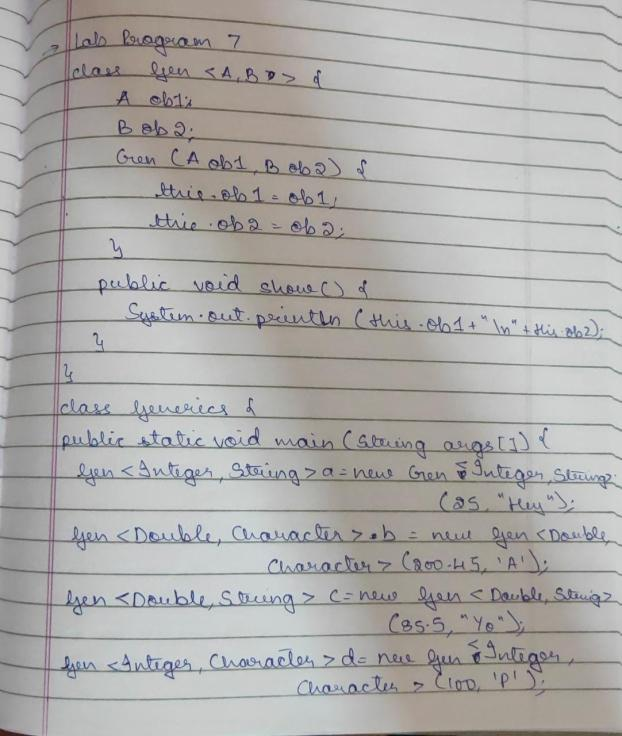 → Lab Program 7
class Gen <A,B> {
A ob1;
B ob2;
Gen (A ob1, B ob2) {
this.ob1 = ob1;
this.ob2 = ob2;
}
public void show() {
System.out.println (this.ob1+"\n"+this.ob2);
}
}
class Generics {
public static void main (String args[]) {
Gen <Integer, String> a = new Gen <Integer, String>
(25, "Hey");
Gen <Double, Character> b = new Gen <Double,
Character> (200.45, 'A');
Gen <Double, String> c = new Gen <Double, String>
(85.5, "Yo");
Gen <Integer, Character> d = new Gen <Integer,
Character> (100, 'P');